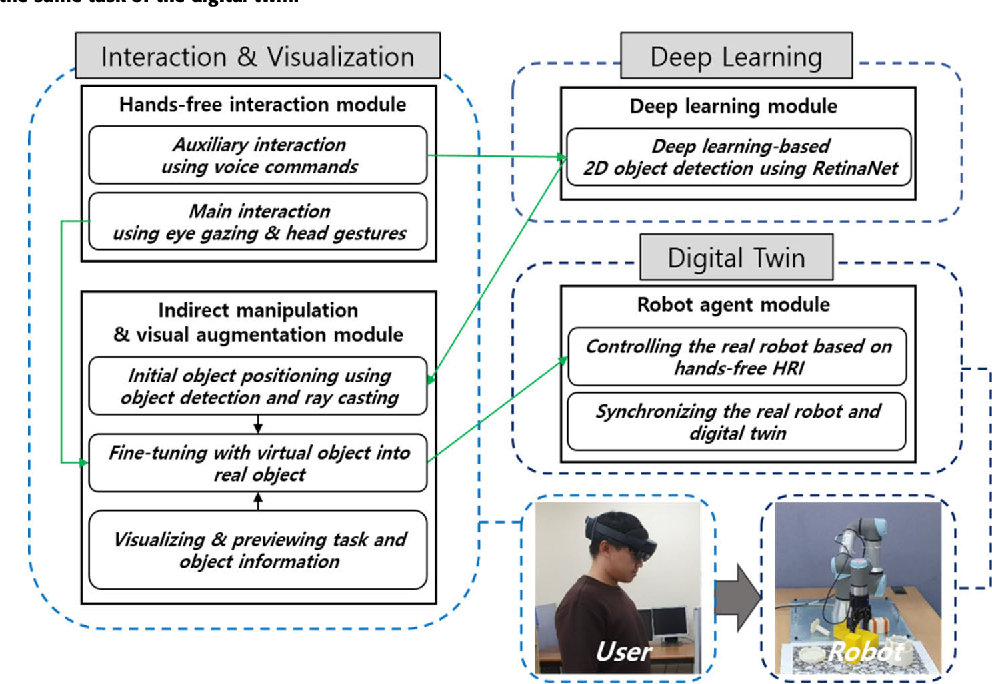 the same task of the digital twin.
Interaction & Visualization
Hands-free interaction module
Auxiliary interaction
using voice commands
Main interaction
using eye gazing & head gestures
Indirect manipulation
& visual augmentation module
Initial object positioning using
object detection and ray casting
Fine-tuning with virtual object into
real object
Visualizing & previewing task and
object information
Deep Learning
Deep learning module
Deep learning-based
2D object detection using RetinaNet
Digital Twin
Robot agent module
Controlling the real robot based on
hands-free HRI
Synchronizing the real robot and
digital twin
User
Robot